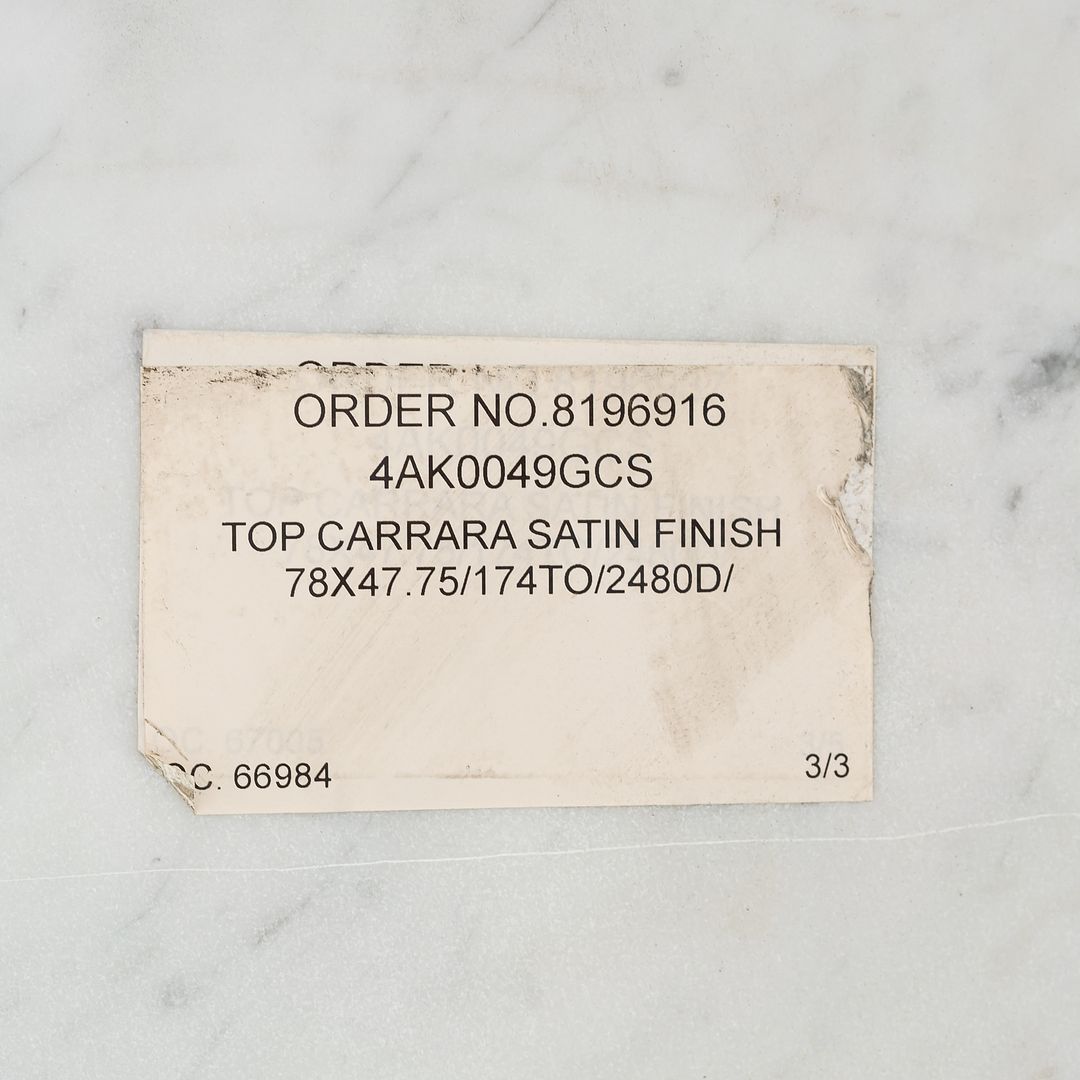 ORDER NO.8196916
4AK0049GCS
TOP CARRARA SATIN FINISH
78X47.75/174TO/2480D/
66984
3/3